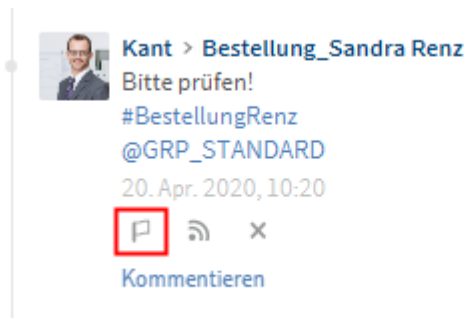 Kant > Bestellung_Sandra Renz
Bitte prüfen!
#BestellungRenz
@GRP_STANDARD
20. Apr. 2020, 10:20
Kommentieren